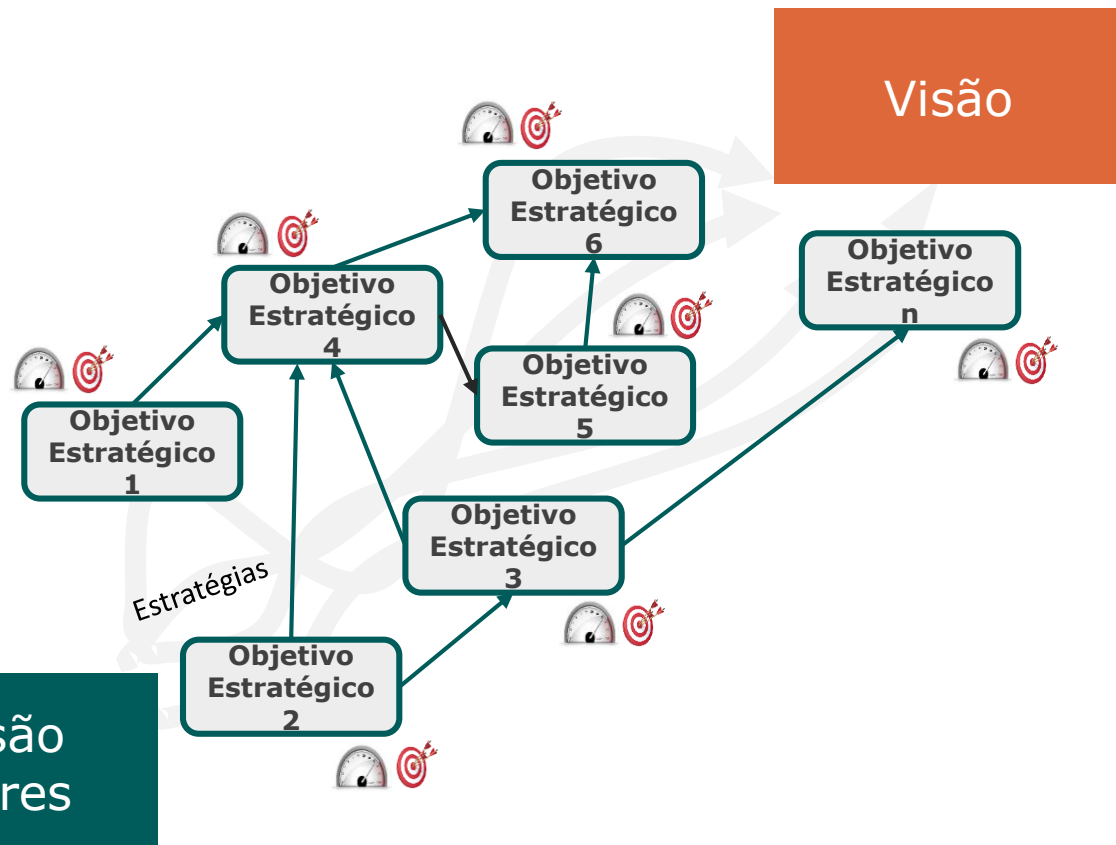 Visão
Objetivo
Estratégico
6
Objetivo
Estratégico
n
Objetivo
Estratégico
4
Objetivo
Estratégico
5
Objetivo
Estratégico
1
Objetivo
Estratégico
3
Estratégias
Objetivo
Estratégico
2
são
res